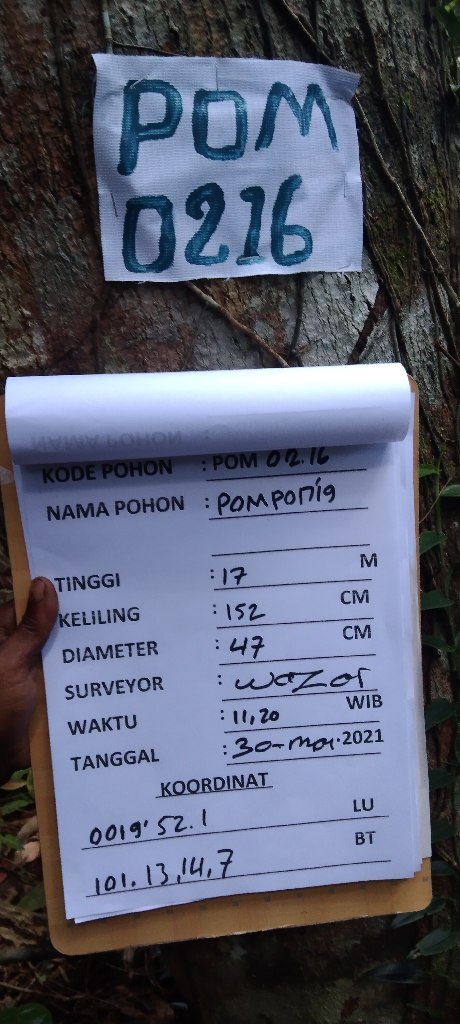 POM
0216
NAMA POHON
KODE POHON : POM 02.16
NAMA POHON : POMPONIG
TINGGI : 17 M
KELILING : 152 CM
DIAMETER : 47 CM
SURVEYOR : wazor
WAKTU : 11,20 WIB
TANGGAL : 30-mai-2021
KOORDINAT
0019'52.1 LU
101.13,14,7 BT